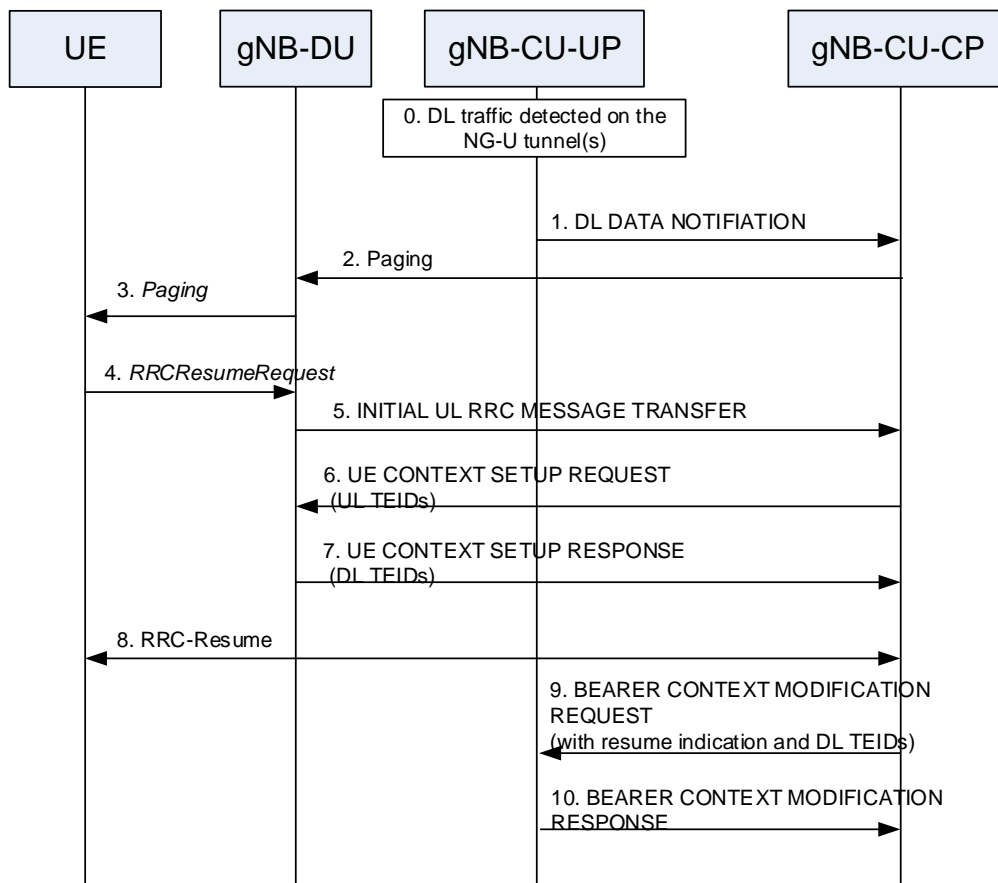 UE
gNB-DU
gNB-CU-UP
gNB-CU-CP
0. DL traffic detected on the
NG-U tunnel(s)
1. DL DATA NOTIFIATION
2. Paging
3. Paging
4. RRCResumeRequest
5. INITIAL UL RRC MESSAGE TRANSFER
6. UE CONTEXT SETUP REQUEST
(UL TEIDs)
7. UE CONTEXT SETUP RESPONSE
(DL TEIDs)
8. RRC-Resume
9. BEARER CONTEXT MODIFICATION
REQUEST
(with resume indication and DL TEIDs)
10. BEARER CONTEXT MODIFICATION
RESPONSE